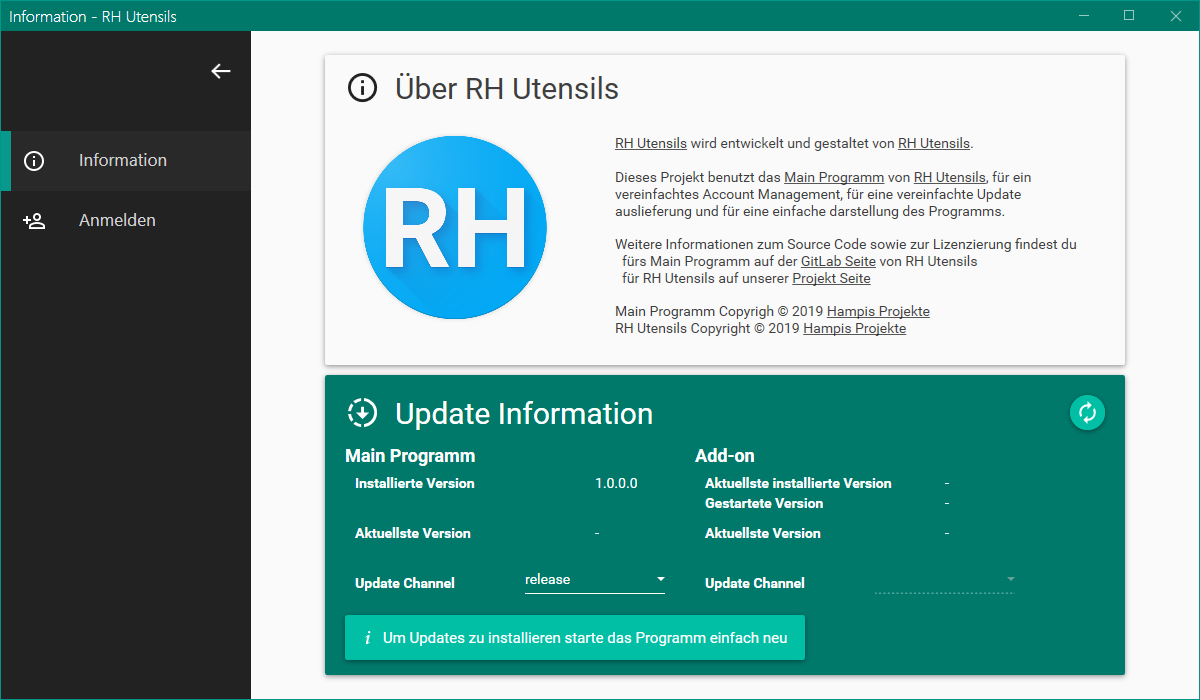 Information - RH Utensils
Information
Anmelden
Über RH Utensils
RH
RH Utensils wird entwickelt und gestaltet von RH Utensils.
Dieses Projekt benutzt das Main Programm von RH Utensils, für ein
vereinfachtes Account Management, für eine vereinfachte Update
auslieferung und für eine einfache darstellung des Programms.
Weitere Informationen zum Source Code sowie zur Lizenzierung findest du
fürs Main Programm auf der GitLab Seite von RH Utensils
für RH Utensils auf unserer Projekt Seite
Main Programm Copyrigh © 2019 Hampis Projekte
RH Utensils Copyright © 2019 Hampis Projekte
Update Information
Main Programm
Installierte Version 1.0.0.0
Aktuellste Version -
Update Channel release
Add-on
Aktuellste installierte Version -
Gestartete Version -
Aktuellste Version -
Update Channel
i Um Updates zu installieren starte das Programm einfach neu